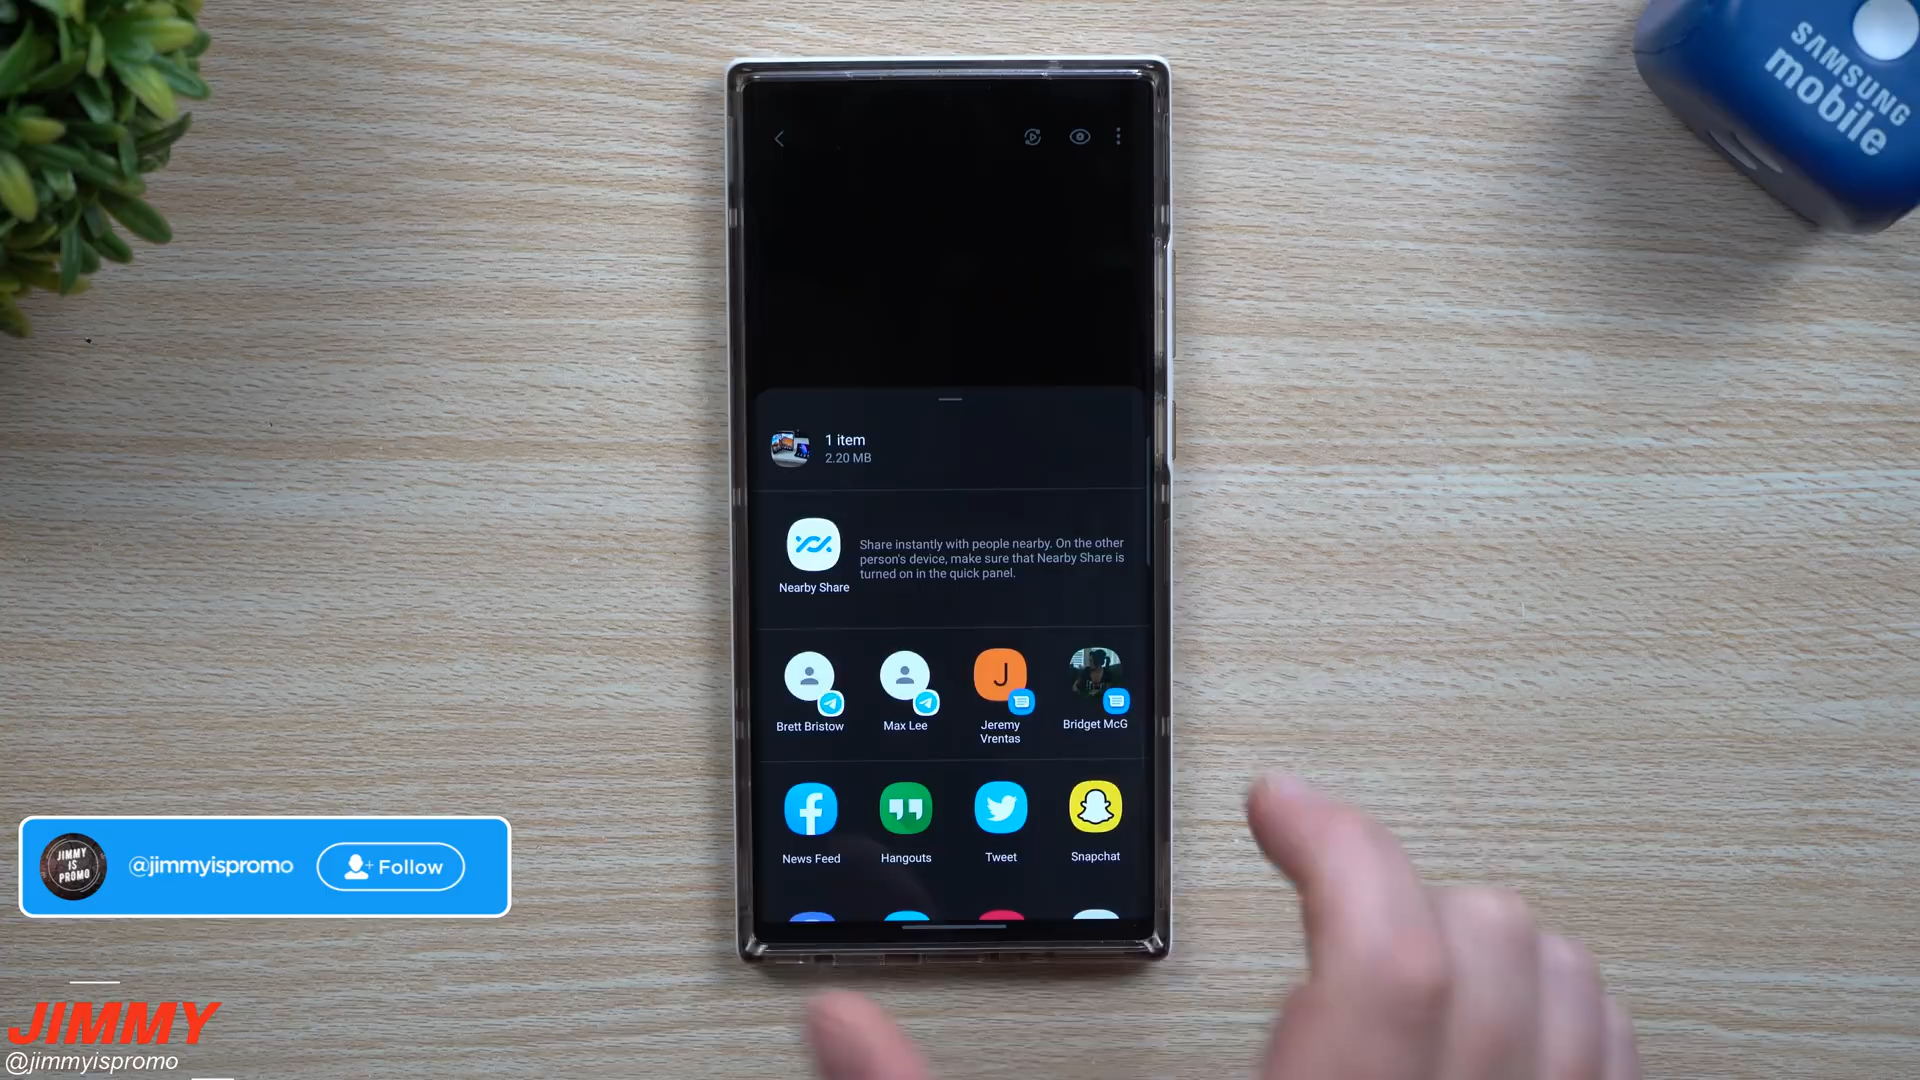 SAMSUNG
mobile
1 item
2.20 MB
Nearby Share
Share instantly with people nearby. On the other
person's device, make sure that Nearby Share is
turned on in the quick panel.
Brett Bristow
Max Lee
Jeremy
Vrentas
Bridget McG
J
News Feed
Hangouts
Tweet
Snapchat
JIMMY
IS
PROMO
@jimmyispromo
Follow
JIMMY
@jimmyispromo